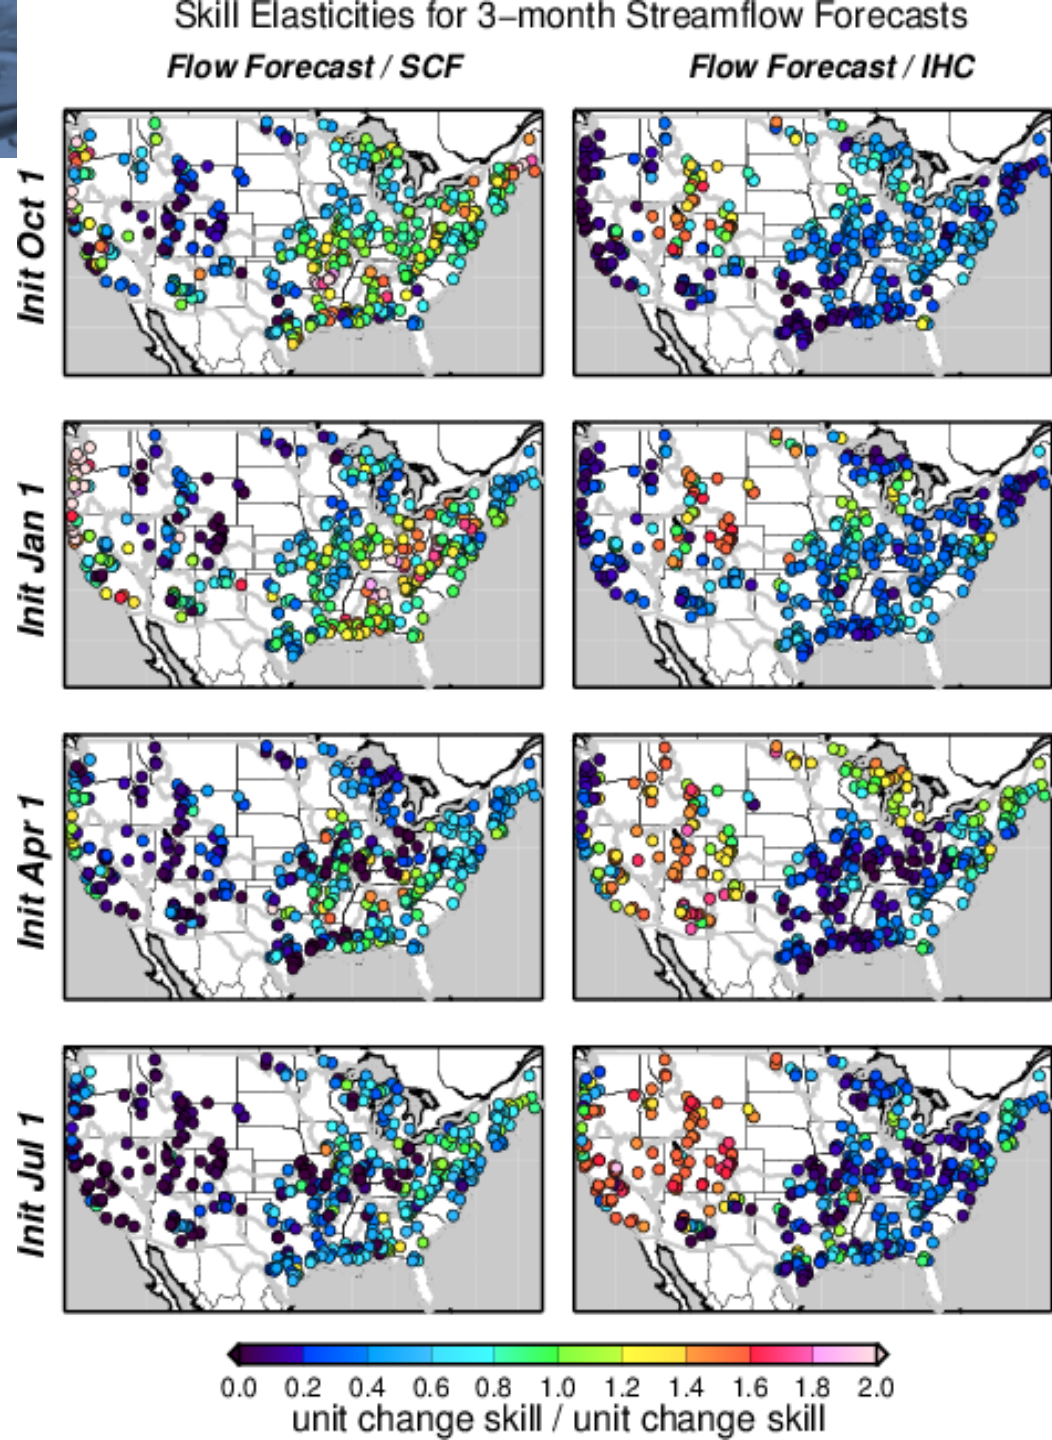 Skill Elasticities for 3−month Streamflow Forecasts
Flow Forecast / SCF
Flow Forecast / IHC
Init Oct 1
Init Jan 1
Init Apr 1
Init Jul 1
0.0 0.2 0.4 0.6 0.8 1.0 1.2 1.4 1.6 1.8 2.0
unit change skill / unit change skill